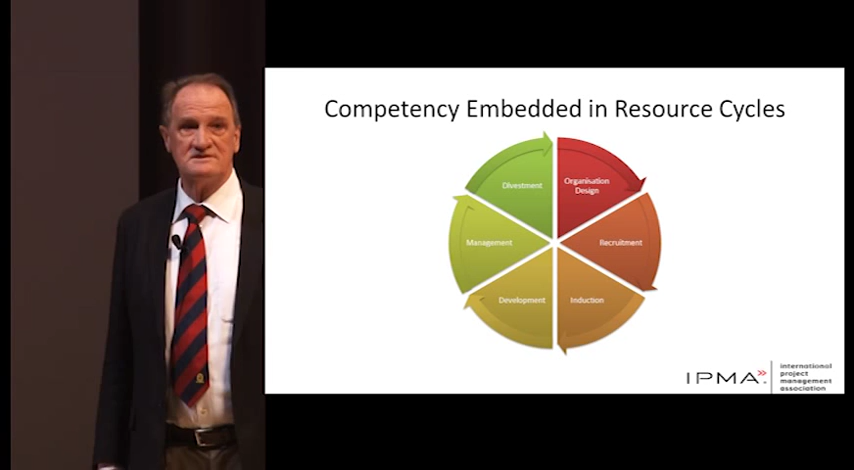 Competency Embedded in Resource Cycles
Divestment
Organisation
Design
Management
Recruitment
Development
Induction
IPMA
international
project
management
association